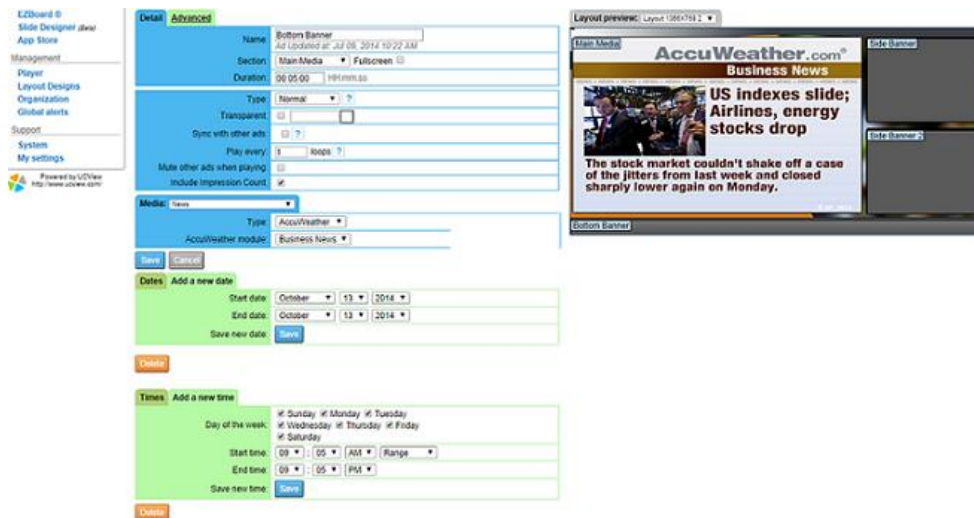 EZBoard ®
Slide Designer (Beta)
App Store
Management
Player
Layout Designs
Organization
Global alerts
Support
System
My settings
Powered by UCView
http://www.ucview.com/
Detail Advanced
Name: Bottom Banner
Ad Updated at: Jul 09, 2014 10:22 AM
Section: Main Media Fullscreen
Duration: 00:05:00 HH:mm:ss
Type: Normal ?
Transparent:
Sync with other ads: ?
Play every: 1 loops ?
Mute other ads when playing:
Include Impression Count:
Media: News
Type: AccuWeather
AccuWeather module: Business News
Save Cancel
Dates Add a new date
Start date: October 13 2014
End date: October 13 2014
Save new date: Save
Delete
Times Add a new time
Day of the week: Sunday Monday Tuesday
Wednesday Thursday Friday
Saturday
Start time: 09 : 05 AM Range
End time: 09 : 05 PM
Save new time: Save
Delete
Layout preview: Layout 1366x768 2
Main Media
Side Banner
AccuWeather.com®
Business News
US indexes slide;
Airlines, energy
stocks drop
Side Banner 2
The stock market couldn't shake off a case
of the jitters from last week and closed
sharply lower again on Monday.
Bottom Banner